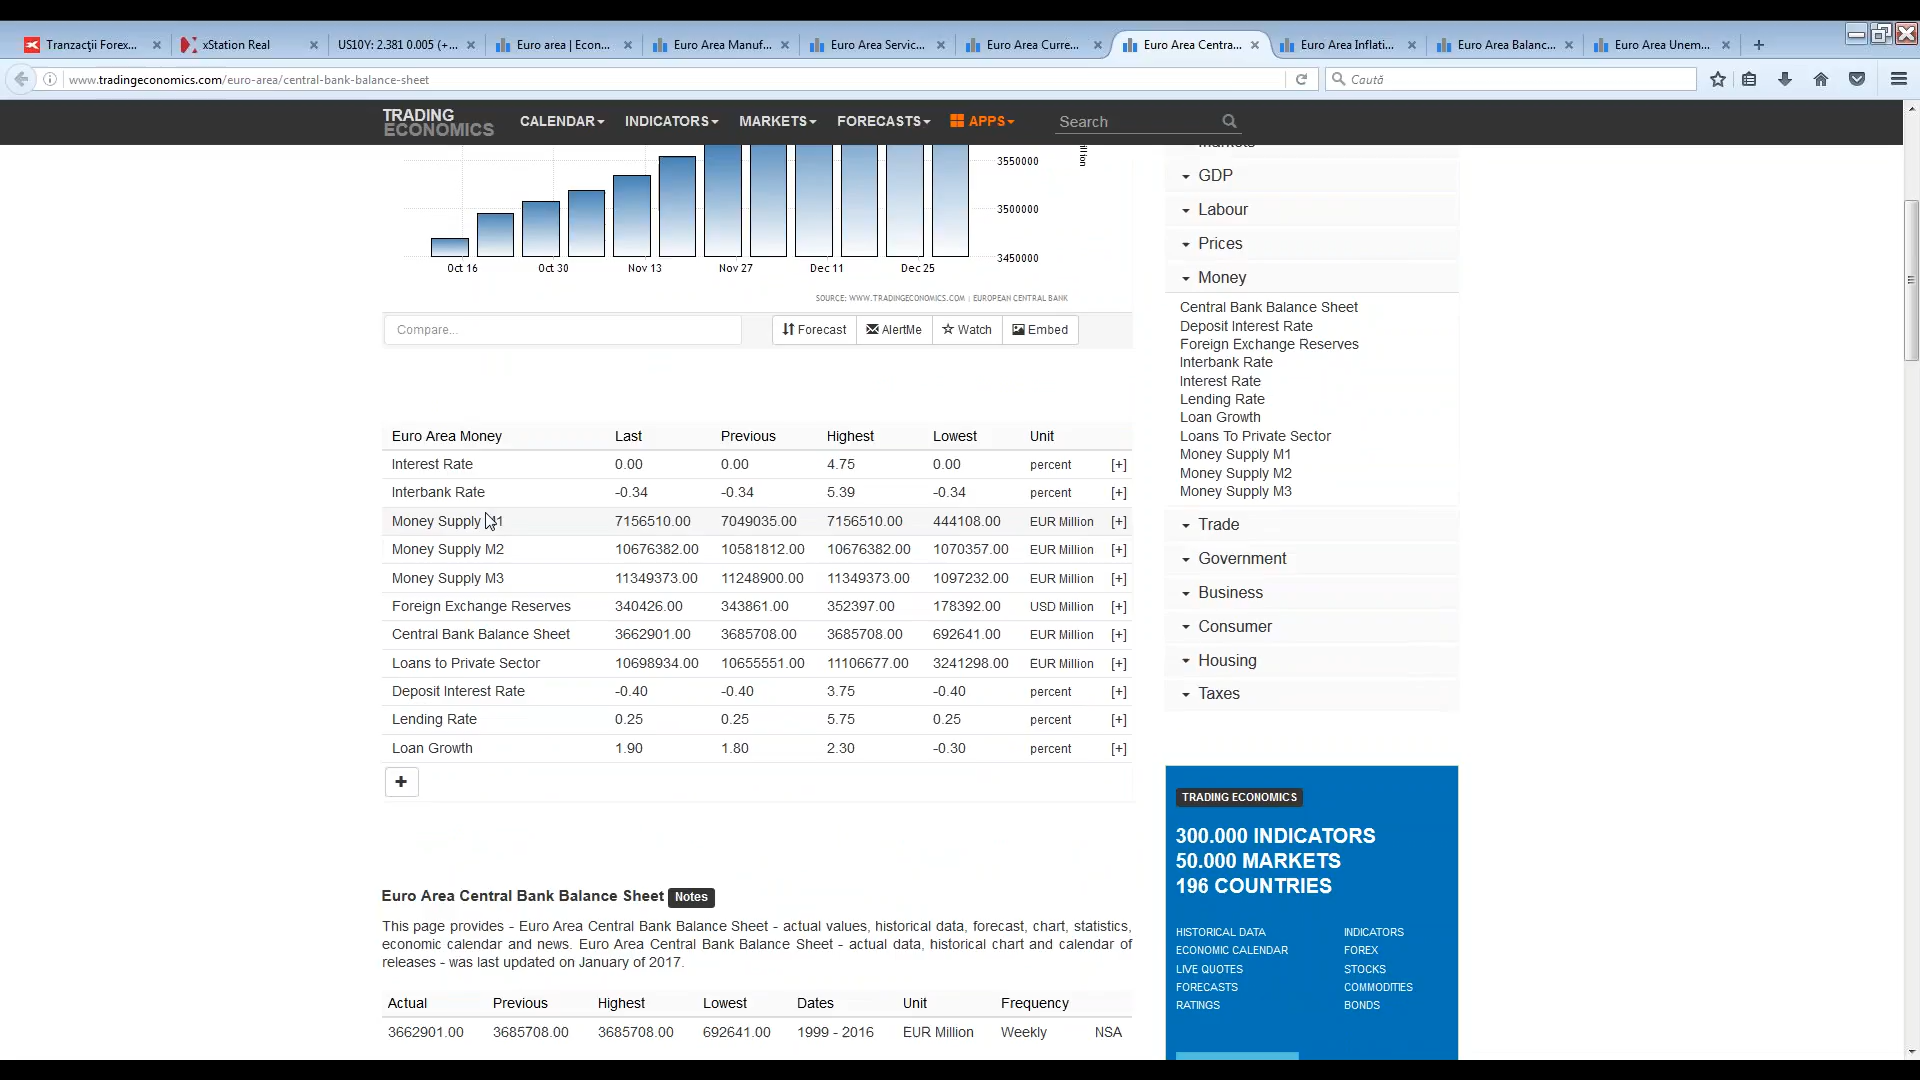 Tranzacţii Forex...
xStation Real
US10Y: 2.381 0.005 (+...
Euro area | Econ...
Euro Area Manuf...
Euro Area Servic...
Euro Area Curre...
Euro Area Centra...
Euro Area Inflati...
Euro Area Balanc...
Euro Area Unem...
www.tradingeconomics.com/euro-area/central-bank-balance-sheet
Caută
TRADING
ECONOMICS
CALENDAR
INDICATORS
MARKETS
FORECASTS
APPS
Search
3550000
3500000
3450000
Oct 16
Oct 30
Nov 13
Nov 27
Dec 11
Dec 25
SOURCE: WWW.TRADINGECONOMICS.COM | EUROPEAN CENTRAL BANK
Compare...
Forecast
AlertMe
Watch
Embed
Euro Area Money Last Previous Highest Lowest Unit
Interest Rate 0.00 0.00 4.75 0.00 percent [+]
Interbank Rate -0.34 -0.34 5.39 -0.34 percent [+]
Money Supply M1 7156510.00 7049035.00 7156510.00 444108.00 EUR Million [+]
Money Supply M2 10676382.00 10581812.00 10676382.00 1070357.00 EUR Million [+]
Money Supply M3 11349373.00 11248900.00 11349373.00 1097232.00 EUR Million [+]
Foreign Exchange Reserves 340426.00 343861.00 352397.00 178392.00 USD Million [+]
Central Bank Balance Sheet 3662901.00 3685708.00 3685708.00 692641.00 EUR Million [+]
Loans to Private Sector 10698934.00 10655551.00 11106677.00 3241298.00 EUR Million [+]
Deposit Interest Rate -0.40 -0.40 3.75 -0.40 percent [+]
Lending Rate 0.25 0.25 5.75 0.25 percent [+]
Loan Growth 1.90 1.80 2.30 -0.30 percent [+]
Euro Area Central Bank Balance Sheet Notes
This page provides - Euro Area Central Bank Balance Sheet - actual values, historical data, forecast, chart, statistics,
economic calendar and news. Euro Area Central Bank Balance Sheet - actual data, historical chart and calendar of
releases - was last updated on January of 2017.
Actual Previous Highest Lowest Dates Unit Frequency
3662901.00 3685708.00 3685708.00 692641.00 1999 - 2016 EUR Million Weekly NSA
GDP
Labour
Prices
Money
Central Bank Balance Sheet
Deposit Interest Rate
Foreign Exchange Reserves
Interbank Rate
Interest Rate
Lending Rate
Loan Growth
Loans To Private Sector
Money Supply M1
Money Supply M2
Money Supply M3
Trade
Government
Business
Consumer
Housing
Taxes
TRADING ECONOMICS
300.000 INDICATORS
50.000 MARKETS
196 COUNTRIES
HISTORICAL DATA INDICATORS
ECONOMIC CALENDAR FOREX
LIVE QUOTES STOCKS
FORECASTS COMMODITIES
RATINGS BONDS